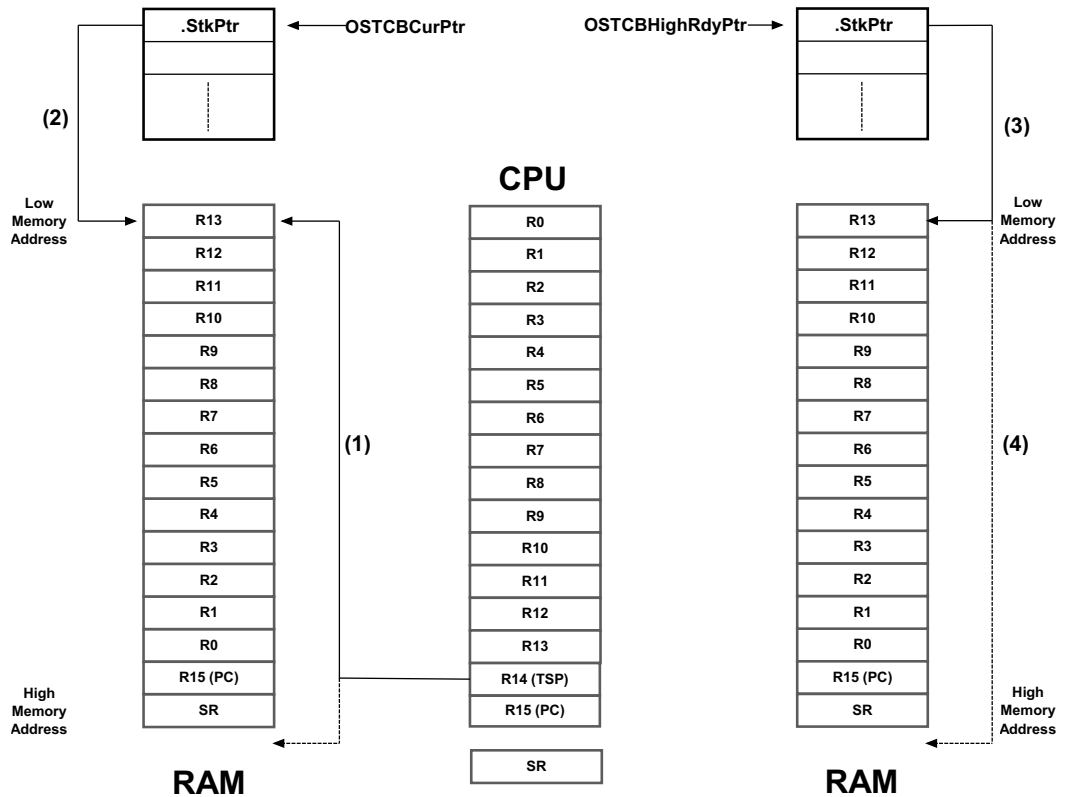 .StkPtr
OSTCBCurPtr
OSTCBHighRdyPtr
.StkPtr
(2)
(3)
CPU
Low
Memory
Address
R13
R12
R11
R10
R9
R8
R7
R6
R5
R4
R3
R2
R1
R0
R15 (PC)
SR
High
Memory
Address
RAM
(1)
R0
R1
R2
R3
R4
R5
R6
R7
R8
R9
R10
R11
R12
R13
R14 (TSP)
R15 (PC)
SR
R13
R12
R11
R10
R9
R8
R7
R6
R5
R4
R3
R2
R1
R0
R15 (PC)
SR
RAM
Low
Memory
Address
(4)
High
Memory
Address